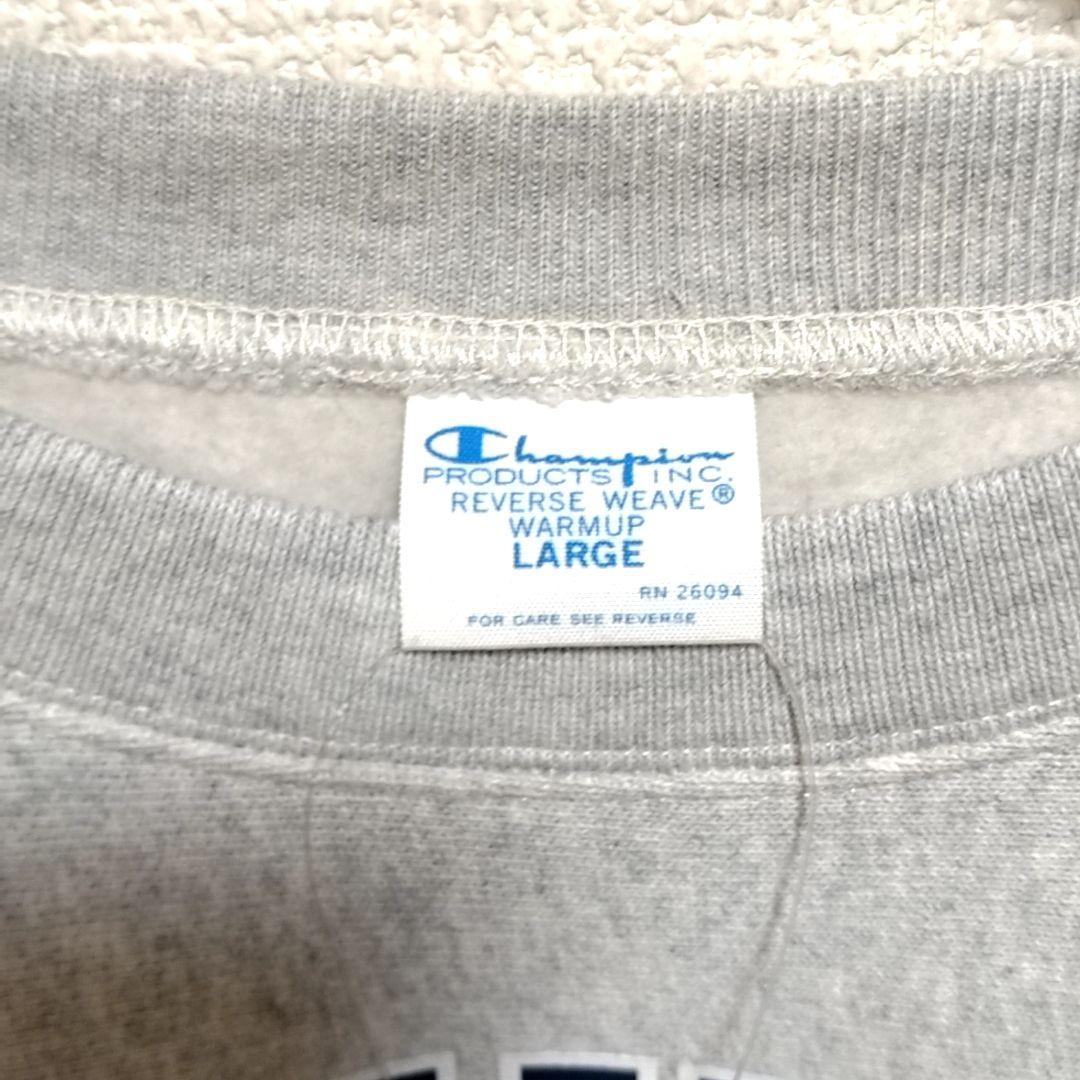 Champion
PRODUCTS INC.
REVERSE WEAVE®
WARMUP
LARGE
RN 26094
FOR CARE SEE REVERSE